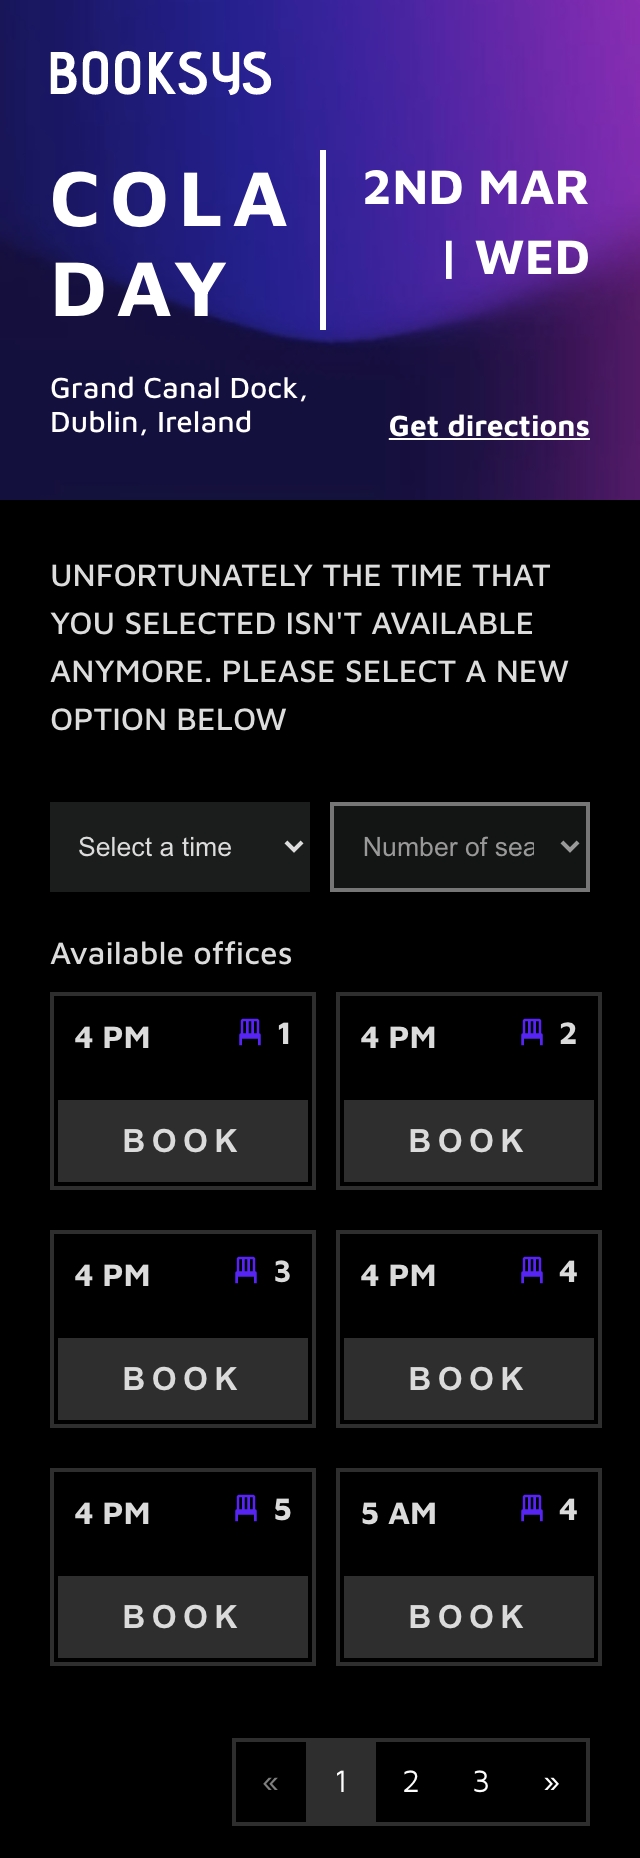 BOOKSYS
COLA
DAY
2ND MAR
| WED
Grand Canal Dock,
Dublin, Ireland
Get directions
UNFORTUNATELY THE TIME THAT
YOU SELECTED ISN'T AVAILABLE
ANYMORE. PLEASE SELECT A NEW
OPTION BELOW
Select a time
Number of sea
Available offices
4 PM 1
BOOK
4 PM 2
BOOK
4 PM 3
BOOK
4 PM 4
BOOK
4 PM 5
BOOK
5 AM 4
BOOK
« 1 2 3 »